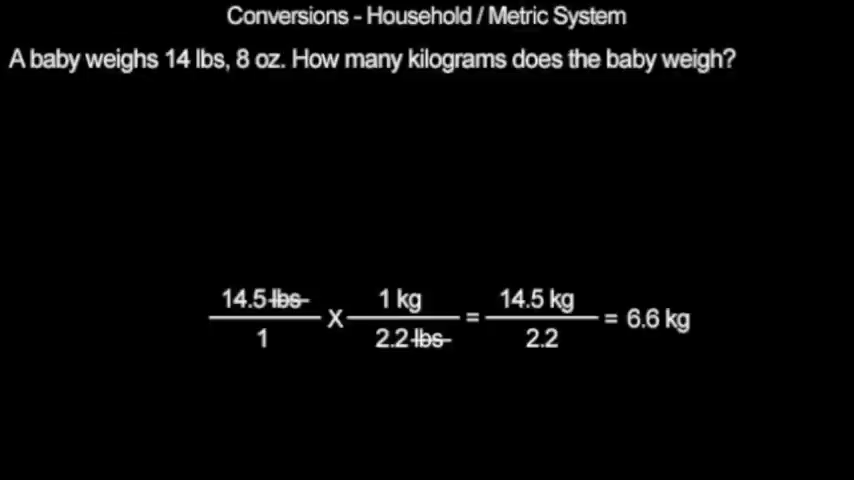 Conversions - Household / Metric System
A baby weighs 14 lbs, 8 oz. How many kilograms does the baby weigh?
14.5 lbs 1 kg 14.5 kg
X = = 6.6 kg
1 2.2 lbs 2.2